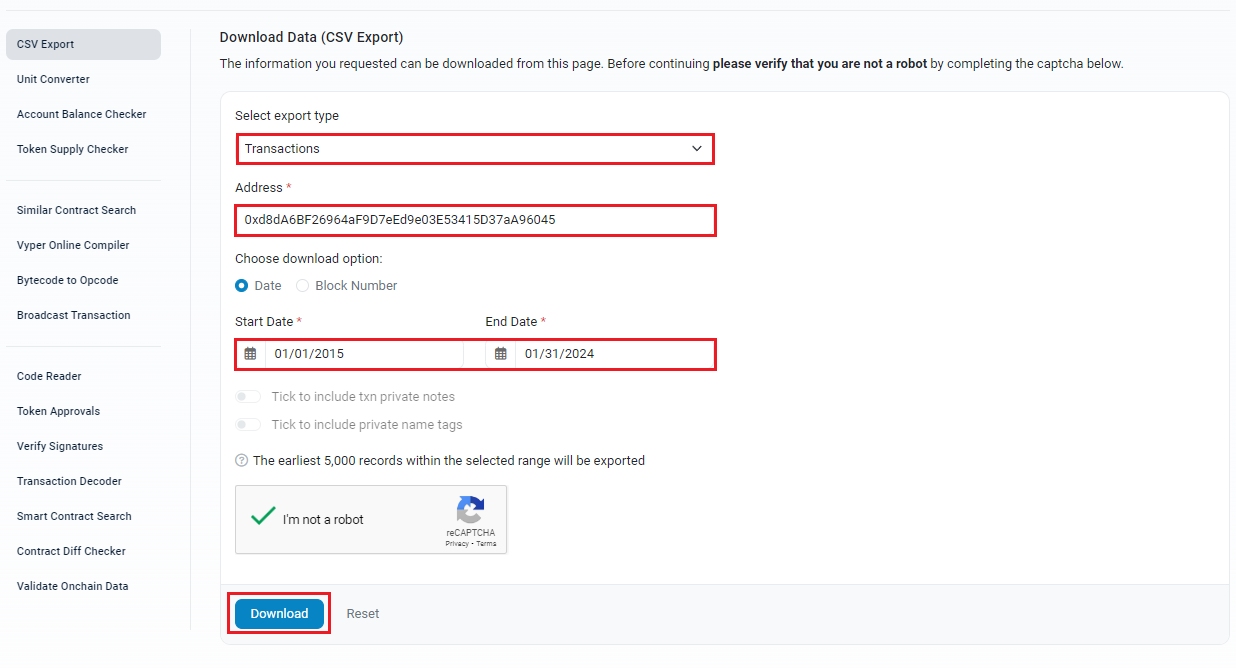 CSV Export
Unit Converter
Account Balance Checker
Token Supply Checker
Similar Contract Search
Vyper Online Compiler
Bytecode to Opcode
Broadcast Transaction
Code Reader
Token Approvals
Verify Signatures
Transaction Decoder
Smart Contract Search
Contract Diff Checker
Validate Onchain Data
Download Data (CSV Export)
The information you requested can be downloaded from this page. Before continuing please verify that you are not a robot by completing the captcha below.
Select export type
Transactions
Address *
0xd8dA6BF26964aF9D7eEd9e03E53415D37aA96045
Choose download option:
Date Block Number
Start Date * End Date *
01/01/2015 01/31/2024
Tick to include txn private notes
Tick to include private name tags
? The earliest 5,000 records within the selected range will be exported
I'm not a robot
reCAPTCHA
Privacy - Terms
Download Reset